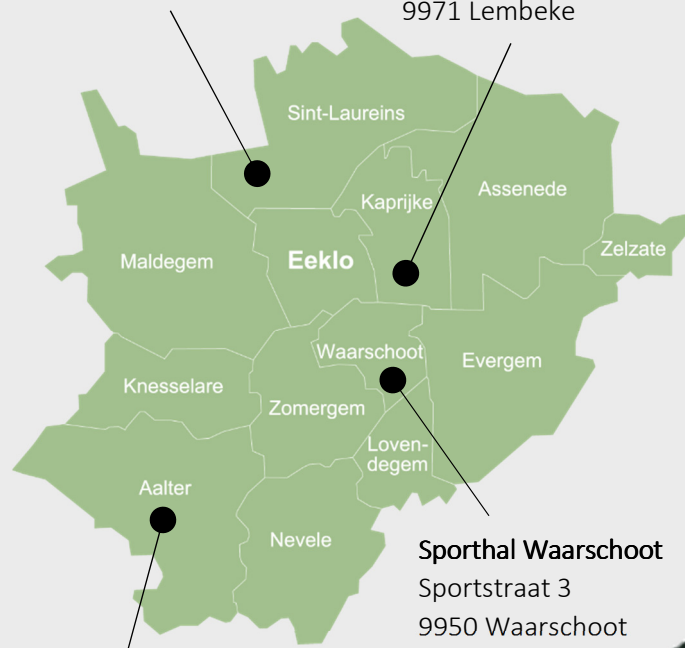 9971 Lembeke
Sint-Laureins
Kaprijke
Assenede
Zelzate
Maldegem
Eeklo
Waarschoot
Evergem
Knesselare
Zomergem
Loven-
degem
Aalter
Nevele
Sporthal Waarschoot
Sportstraat 3
9950 Waarschoot